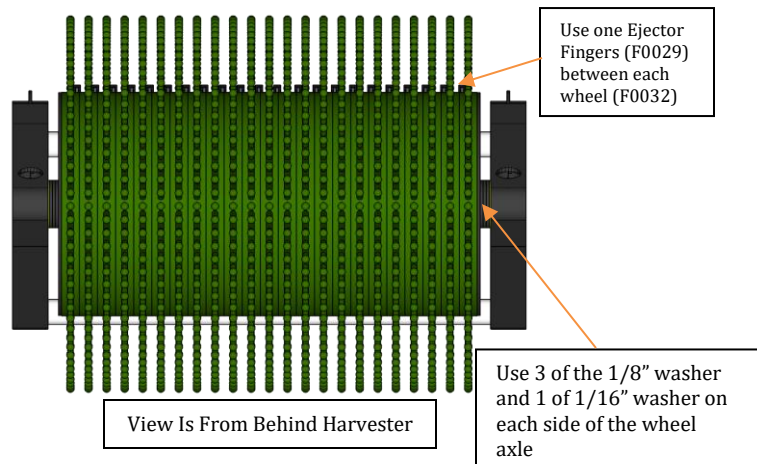 Use one Ejector
Fingers (F0029)
between each
wheel (F0032)
Use 3 of the 1/8” washer
and 1 of 1/16” washer on
each side of the wheel
axle
View Is From Behind Harvester